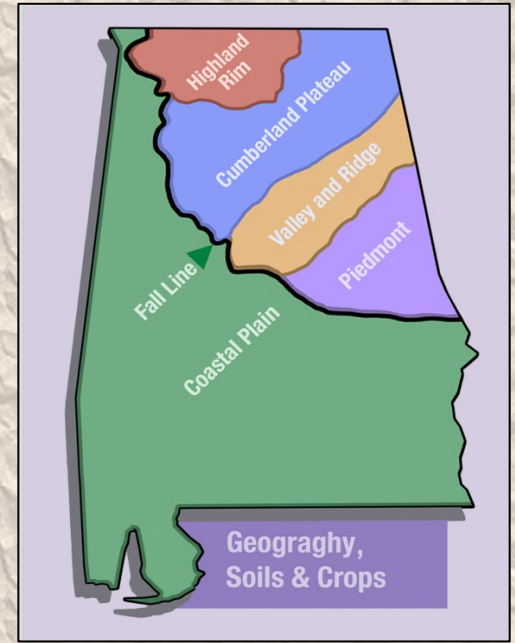 Highland
Rim
Cumberland Plateau
Valley and Ridge
Piedmont
Fall Line
Coastal Plain
Geograghy,
Soils & Crops